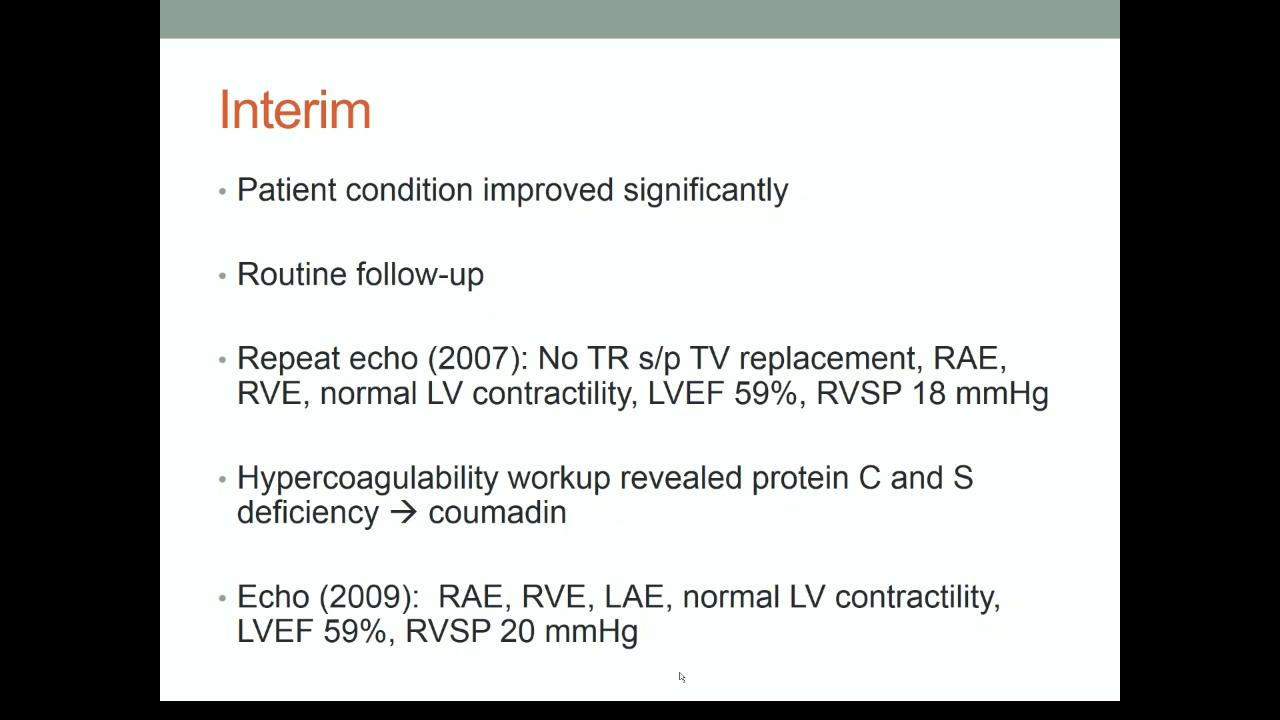 Interim
• Patient condition improved significantly
• Routine follow-up
• Repeat echo (2007): No TR s/p TV replacement, RAE,
RVE, normal LV contractility, LVEF 59%, RVSP 18 mmHg
• Hypercoagulability workup revealed protein C and S
deficiency → coumadin
• Echo (2009):  RAE, RVE, LAE, normal LV contractility,
LVEF 59%, RVSP 20 mmHg